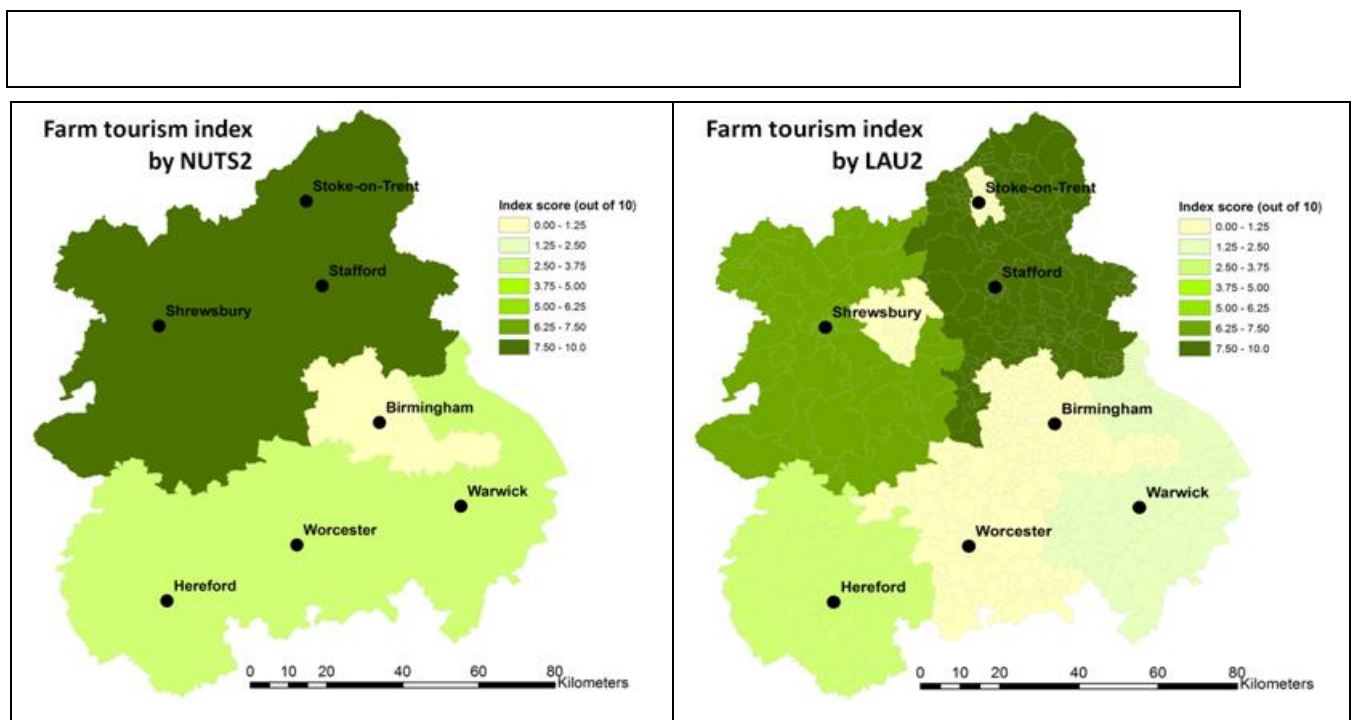 Farm tourism index
by NUTS2
Stoke-on-Trent
Index score (out of 10)
0.00 - 1.25
1.25 - 2.50
2.50 - 3.75
3.75 - 5.00
5.00 - 6.25
6.25 - 7.50
7.50 - 10.0
Stafford
Shrewsbury
Birmingham
Warwick
Worcester
Hereford
0 10 20 40 60 80
Kilometers
Farm tourism index
by LAU2
Stoke-on-Trent
Index score (out of 10)
0.00 - 1.25
1.25 - 2.50
2.50 - 3.75
3.75 - 5.00
5.00 - 6.25
6.25 - 7.50
7.50 - 10.0
Stafford
Shrewsbury
Birmingham
Warwick
Worcester
Hereford
0 10 20 40 60 80
Kilometers